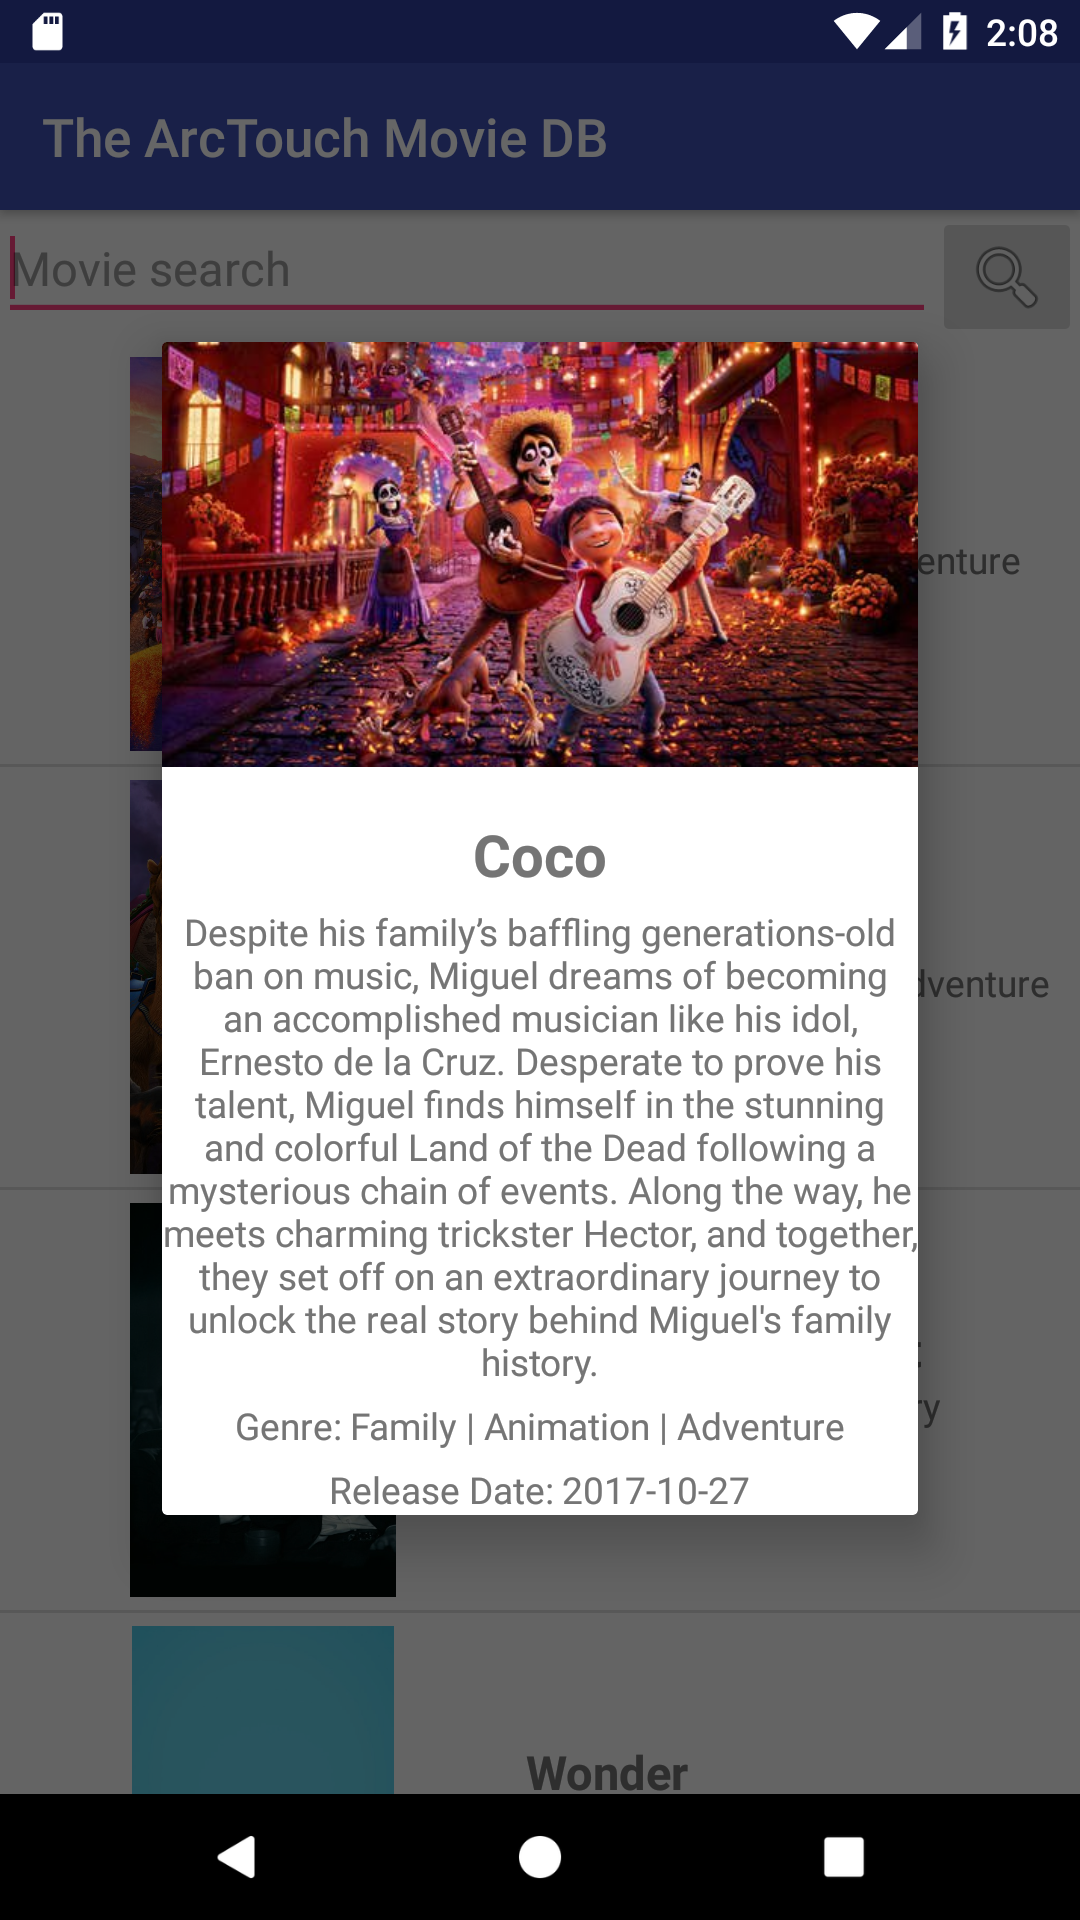 2:08
The ArcTouch Movie DB
Movie search
enture
Coco
Despite his family’s baffling generations-old
ban on music, Miguel dreams of becoming
an accomplished musician like his idol,
Ernesto de la Cruz. Desperate to prove his
talent, Miguel finds himself in the stunning
and colorful Land of the Dead following a
mysterious chain of events. Along the way, he
meets charming trickster Hector, and together,
they set off on an extraordinary journey to
unlock the real story behind Miguel's family
history.
Genre: Family | Animation | Adventure
Release Date: 2017-10-27
dventure
ry
Wonder